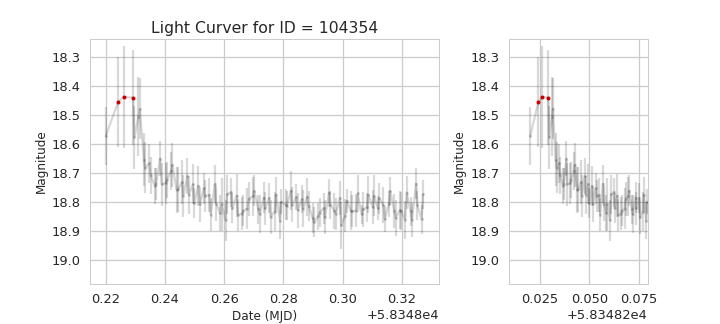 Light Curver for ID = 104354
Magnitude
18.3
18.4
18.5
18.6
18.7
18.8
18.9
19.0
0.22 0.24 0.26 0.28 0.30 0.32
Date (MJD)
+5.8348e4
Magnitude
18.3
18.4
18.5
18.6
18.7
18.8
18.9
19.0
0.025 0.050 0.075
+5.83482e4